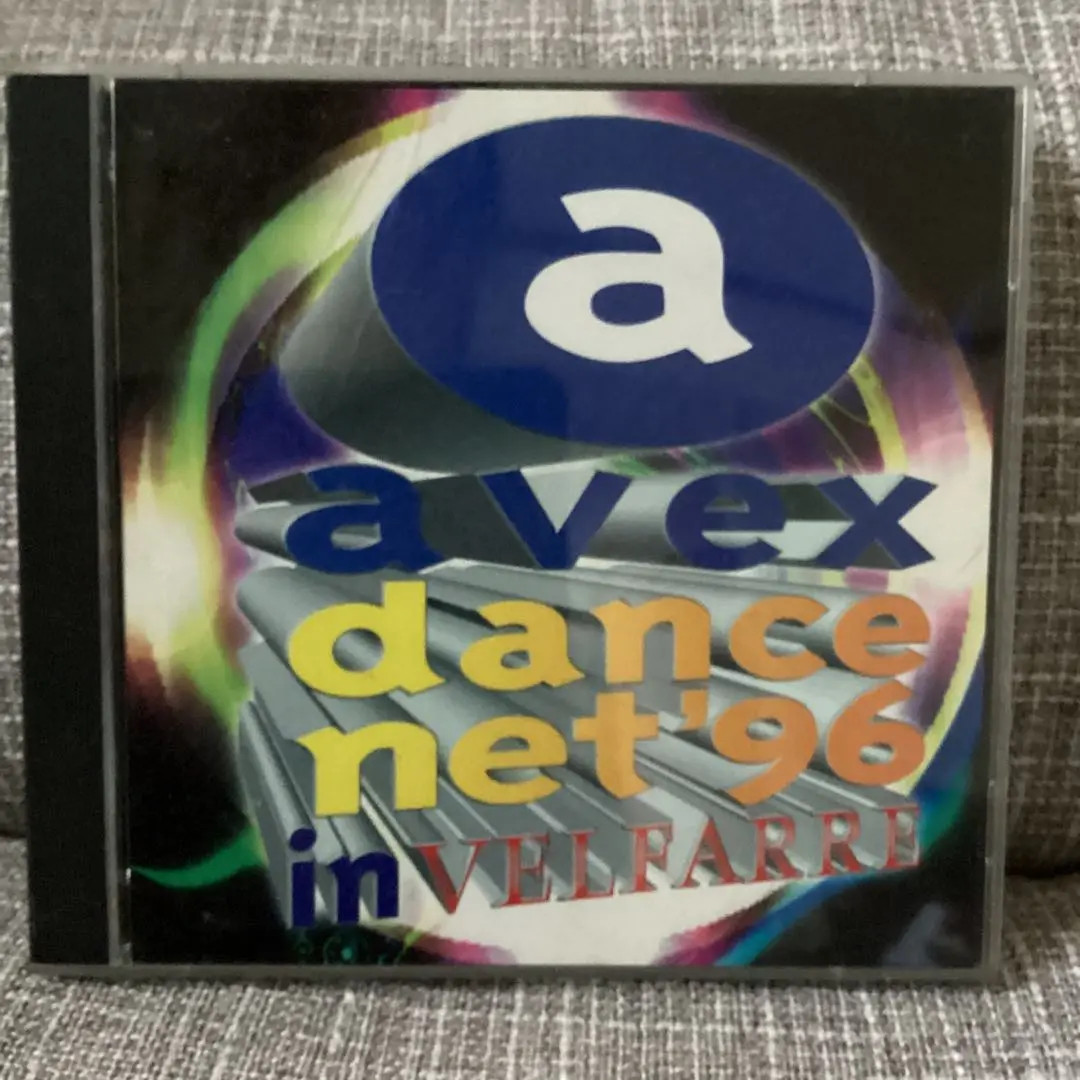 a
avex
dance
net'96
in VELFARRE